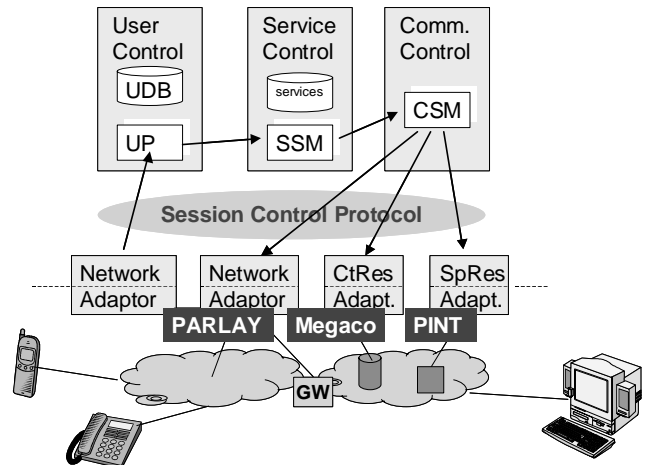 User
Control
UDB
UP
Service
Control
services
SSM
Comm.
Control
CSM
Session Control Protocol
Network
Adaptor
Network
Adaptor
CtRes
Adapt.
SpRes
Adapt.
PARLAY
Megaco
PINT
GW